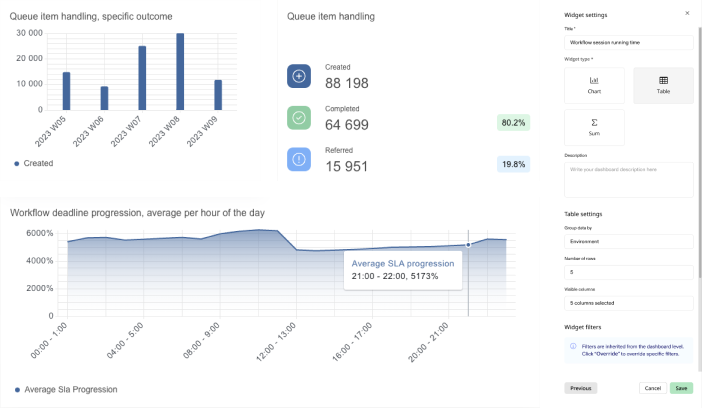 Queue item handling, specific outcome
30 000
20 000
10 000
0
2023 W05
2023 W06
2023 W07
2023 W08
2023 W09
Created
Queue item handling
Created
88 198
Completed
64 699
80.2%
Referred
15 951
19.8%
Workflow deadline progression, average per hour of the day
6000%
4000%
2000%
0
Average SLA progression
21:00 - 22:00, 5173%
00:00 - 1:00
04:00 - 5:00
08:00 - 9:00
12:00 - 13:00
16:00 - 17:00
20:00 - 21:00
Average Sla Progression
Widget settings
Title *
Workflow session running time
Widget type *
Chart
Table
Σ
Sum
Description
Write your dashboard description here
Table settings
Group data by
Environment
Number of rows
5
Visible columns
5 columns selected
Widget filters
Filters are inherited from the dashboard level.
Click "Override" to override specific filters.
Previous
Cancel
Save